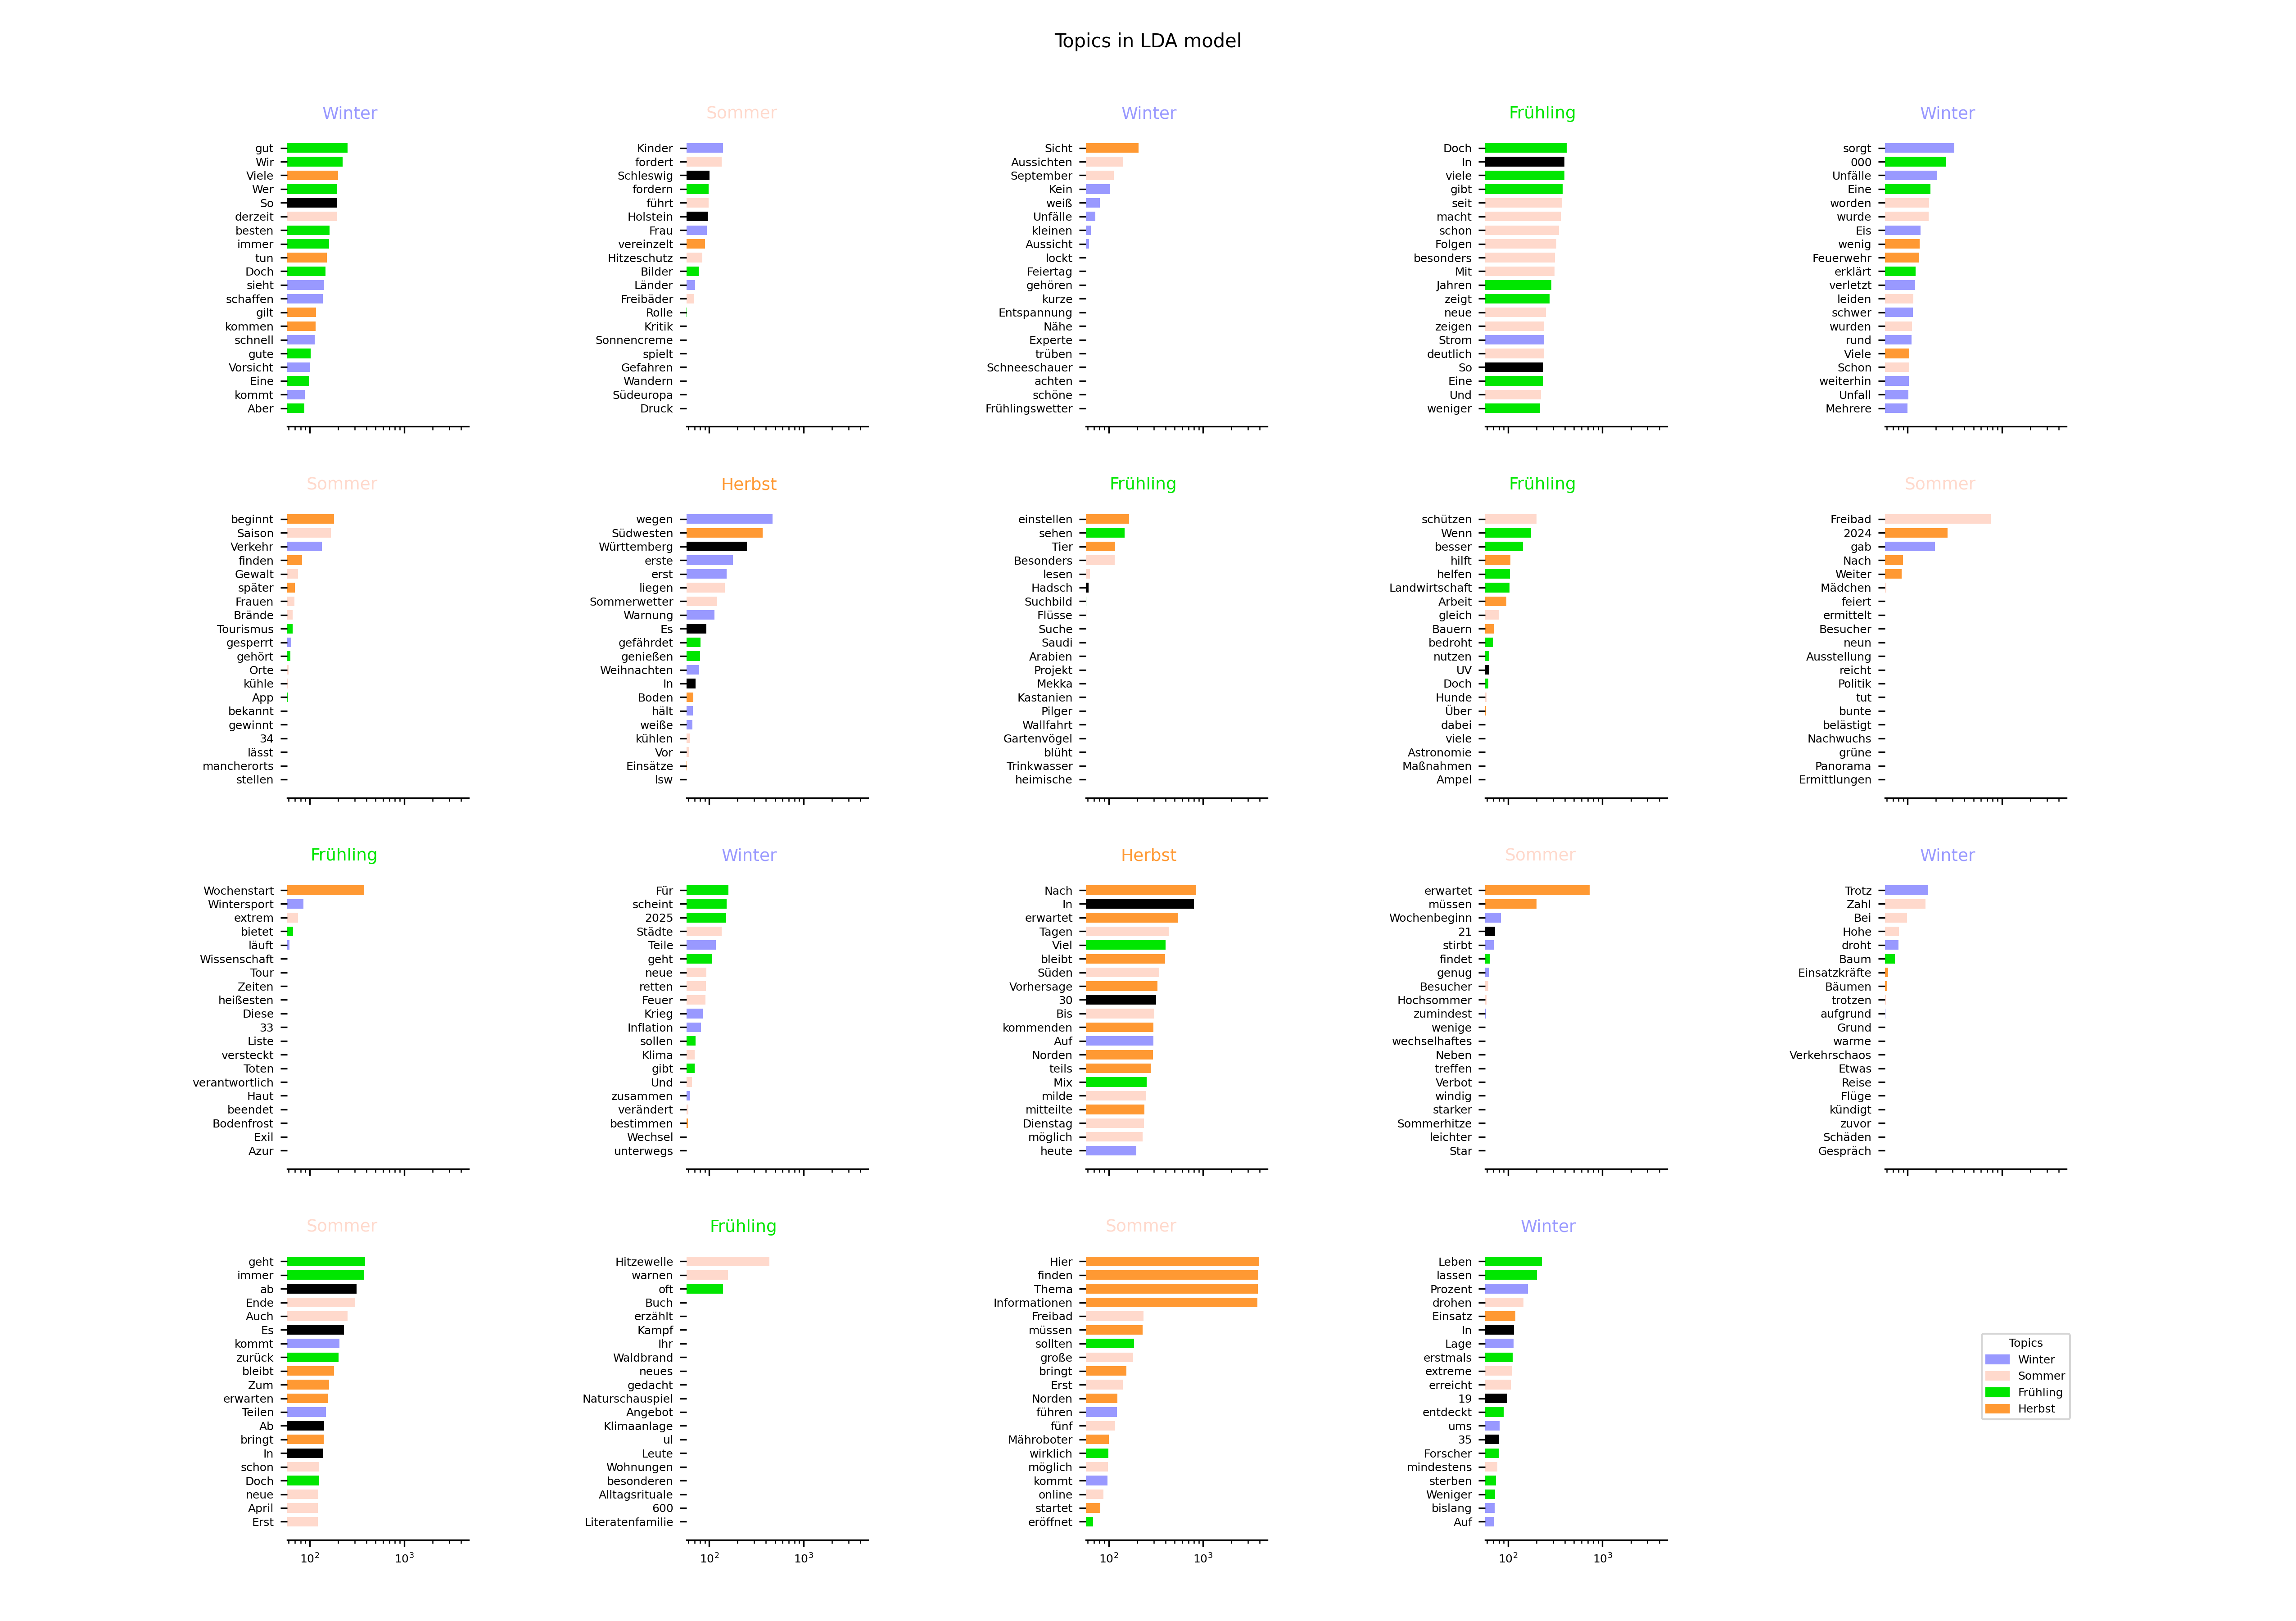 Topics in LDA model
Winter
gut
Wir
Viele
Wer
So
derzeit
besten
immer
tun
Doch
sieht
schaffen
gilt
kommen
schnell
gute
Vorsicht
Eine
kommt
Aber
Sommer
Kinder
fordert
Schleswig
fordern
führt
Holstein
Frau
vereinzelt
Hitzeschutz
Bilder
Länder
Freibäder
Rolle
Kritik
Sonnencreme
spielt
Gefahren
Wandern
Südeuropa
Druck
Winter
Sicht
Aussichten
September
Kein
weiß
Unfälle
kleinen
Aussicht
lockt
Feiertag
gehören
kurze
Entspannung
Nähe
Experte
trüben
Schneeschauer
achten
schöne
Frühlingswetter
Frühling
Doch
In
viele
gibt
seit
macht
schon
Folgen
besonders
Mit
Jahren
zeigt
neue
zeigen
Strom
deutlich
So
Eine
Und
weniger
Winter
sorgt
000
Unfälle
Eine
worden
wurde
Eis
wenig
Feuerwehr
erklärt
verletzt
leiden
schwer
wurden
rund
Viele
Schon
weiterhin
Unfall
Mehrere
Sommer
beginnt
Saison
Verkehr
finden
Gewalt
später
Frauen
Brände
Tourismus
gesperrt
gehört
Orte
kühle
App
bekannt
gewinnt
34
lässt
mancherorts
stellen
Herbst
wegen
Südwesten
Württemberg
erste
erst
liegen
Sommerwetter
Warnung
Es
gefährdet
genießen
Weihnachten
In
Boden
hält
weiße
kühlen
Vor
Einsätze
lsw
Frühling
einstellen
sehen
Tier
Besonders
lesen
Hadsch
Suchbild
Flüsse
Suche
Saudi
Arabien
Projekt
Mekka
Kastanien
Pilger
Wallfahrt
Gartenvögel
blüht
Trinkwasser
heimische
Frühling
schützen
Wenn
besser
hilft
helfen
Landwirtschaft
Arbeit
gleich
Bauern
bedroht
nutzen
UV
Doch
Hunde
Über
dabei
viele
Astronomie
Maßnahmen
Ampel
Sommer
Freibad
2024
gab
Nach
Weiter
Mädchen
feiert
ermittelt
Besucher
neun
Ausstellung
reicht
Politik
tut
bunte
belästigt
Nachwuchs
grüne
Panorama
Ermittlungen
Frühling
Wochenstart
Wintersport
extrem
bietet
läuft
Wissenschaft
Tour
Zeiten
heißesten
Diese
33
Liste
versteckt
Toten
verantwortlich
Haut
beendet
Bodenfrost
Exil
Azur
Winter
Für
scheint
2025
Städte
Teile
geht
neue
retten
Feuer
Krieg
Inflation
sollen
Klima
gibt
Und
zusammen
verändert
bestimmen
Wechsel
unterwegs
Herbst
Nach
In
erwartet
Tagen
Viel
bleibt
Süden
Vorhersage
30
Bis
kommenden
Auf
Norden
teils
Mix
milde
mitteilte
Dienstag
möglich
heute
Sommer
erwartet
müssen
Wochenbeginn
21
stirbt
findet
genug
Besucher
Hochsommer
zumindest
wenige
wechselhaftes
Neben
treffen
Verbot
windig
starker
Sommerhitze
leichter
Star
Winter
Trotz
Zahl
Bei
Hohe
droht
Baum
Einsatzkräfte
Bäumen
trotzen
aufgrund
Grund
warme
Verkehrschaos
Etwas
Reise
Flüge
kündigt
zuvor
Schäden
Gespräch
Sommer
geht
immer
ab
Ende
Auch
Es
kommt
zurück
bleibt
Zum
erwarten
Teilen
Ab
bringt
In
schon
Doch
neue
April
Erst
10² 10³
Frühling
Hitzewelle
warnen
oft
Buch
erzählt
Kampf
Ihr
Waldbrand
neues
gedacht
Naturschauspiel
Angebot
Klimaanlage
ul
Leute
Wohnungen
besonderen
Alltagsrituale
600
Literatenfamilie
10² 10³
Sommer
Hier
finden
Thema
Informationen
Freibad
müssen
sollten
große
bringt
Erst
Norden
führen
fünf
Mähroboter
wirklich
möglich
kommt
online
startet
eröffnet
10² 10³
Winter
Leben
lassen
Prozent
drohen
Einsatz
In
Lage
erstmals
extreme
erreicht
19
entdeckt
ums
35
Forscher
mindestens
sterben
Weniger
bislang
Auf
10² 10³
Topics
Winter
Sommer
Frühling
Herbst